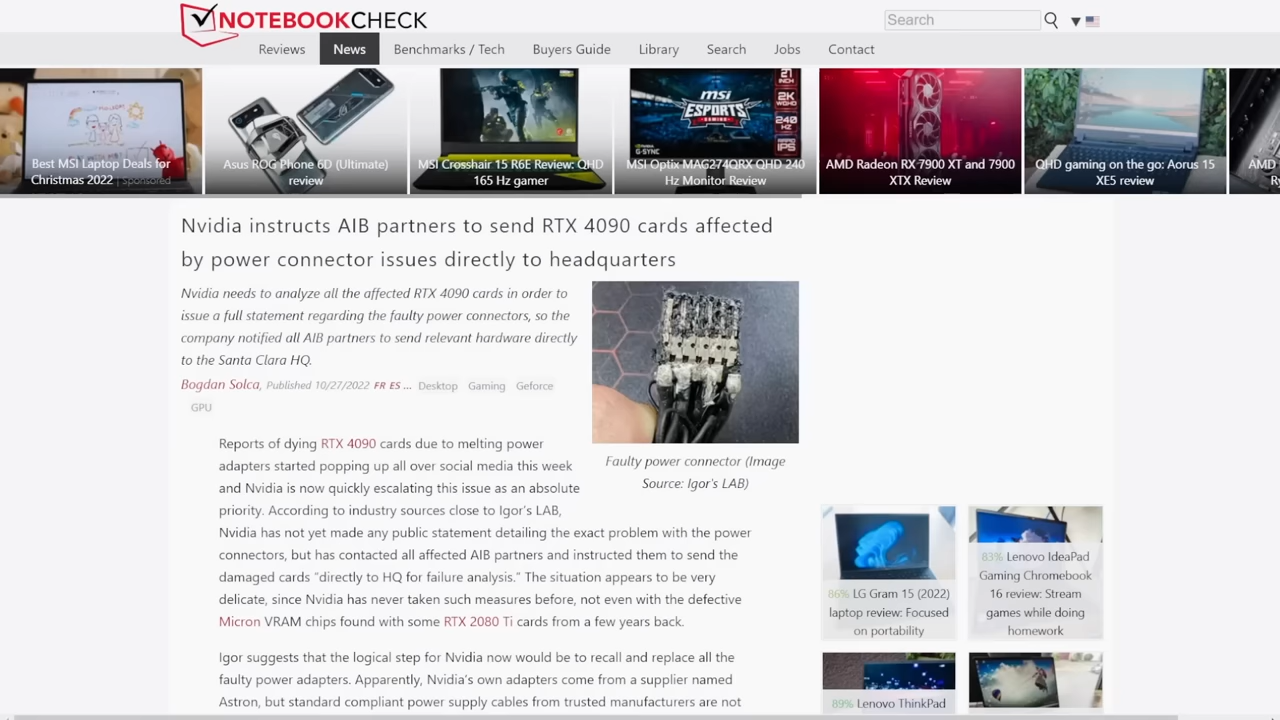 NOTEBOOKCHECK
Search
Reviews
News
Benchmarks / Tech
Buyers Guide
Library
Search
Jobs
Contact
Best MSI Laptop Deals for
Christmas 2022 | Sponsored
Asus ROG Phone 6D (Ultimate)
review
MSI Crosshair 15 R6E Review: QHD
165 Hz gamer
msi
ESPORTS
GAMING
NVIDIA
G-SYNC
27
INCH
2K
WQHD
240
HZ
RAPID
IPS
MSI Optix MAG274QRX QHD 240
Hz Monitor Review
AMD Radeon RX 7900 XT and 7900
XTX Review
QHD gaming on the go: Aorus 15
XE5 review
AMD
Nvidia instructs AIB partners to send RTX 4090 cards affected
by power connector issues directly to headquarters
Nvidia needs to analyze all the affected RTX 4090 cards in order to
issue a full statement regarding the faulty power connectors, so the
company notified all AIB partners to send relevant hardware directly
to the Santa Clara HQ.
Bogdan Solca, Published 10/27/2022 FR ES ... Desktop Gaming Geforce
GPU
Faulty power connector (Image
Source: Igor's LAB)
Reports of dying RTX 4090 cards due to melting power
adapters started popping up all over social media this week
and Nvidia is now quickly escalating this issue as an absolute
priority. According to industry sources close to Igor's LAB,
Nvidia has not yet made any public statement detailing the exact problem with the power
connectors, but has contacted all affected AIB partners and instructed them to send the
damaged cards "directly to HQ for failure analysis." The situation appears to be very
delicate, since Nvidia has never taken such measures before, not even with the defective
Micron VRAM chips found with some RTX 2080 Ti cards from a few years back.
Igor suggests that the logical step for Nvidia now would be to recall and replace all the
faulty power adapters. Apparently, Nvidia's own adapters come from a supplier named
Astron, but standard compliant power supply cables from trusted manufacturers are not
86% LG Gram 15 (2022)
laptop review: Focused
on portability
83% Lenovo IdeaPad
Gaming Chromebook
16 review: Stream
games while doing
homework
89% Lenovo ThinkPad